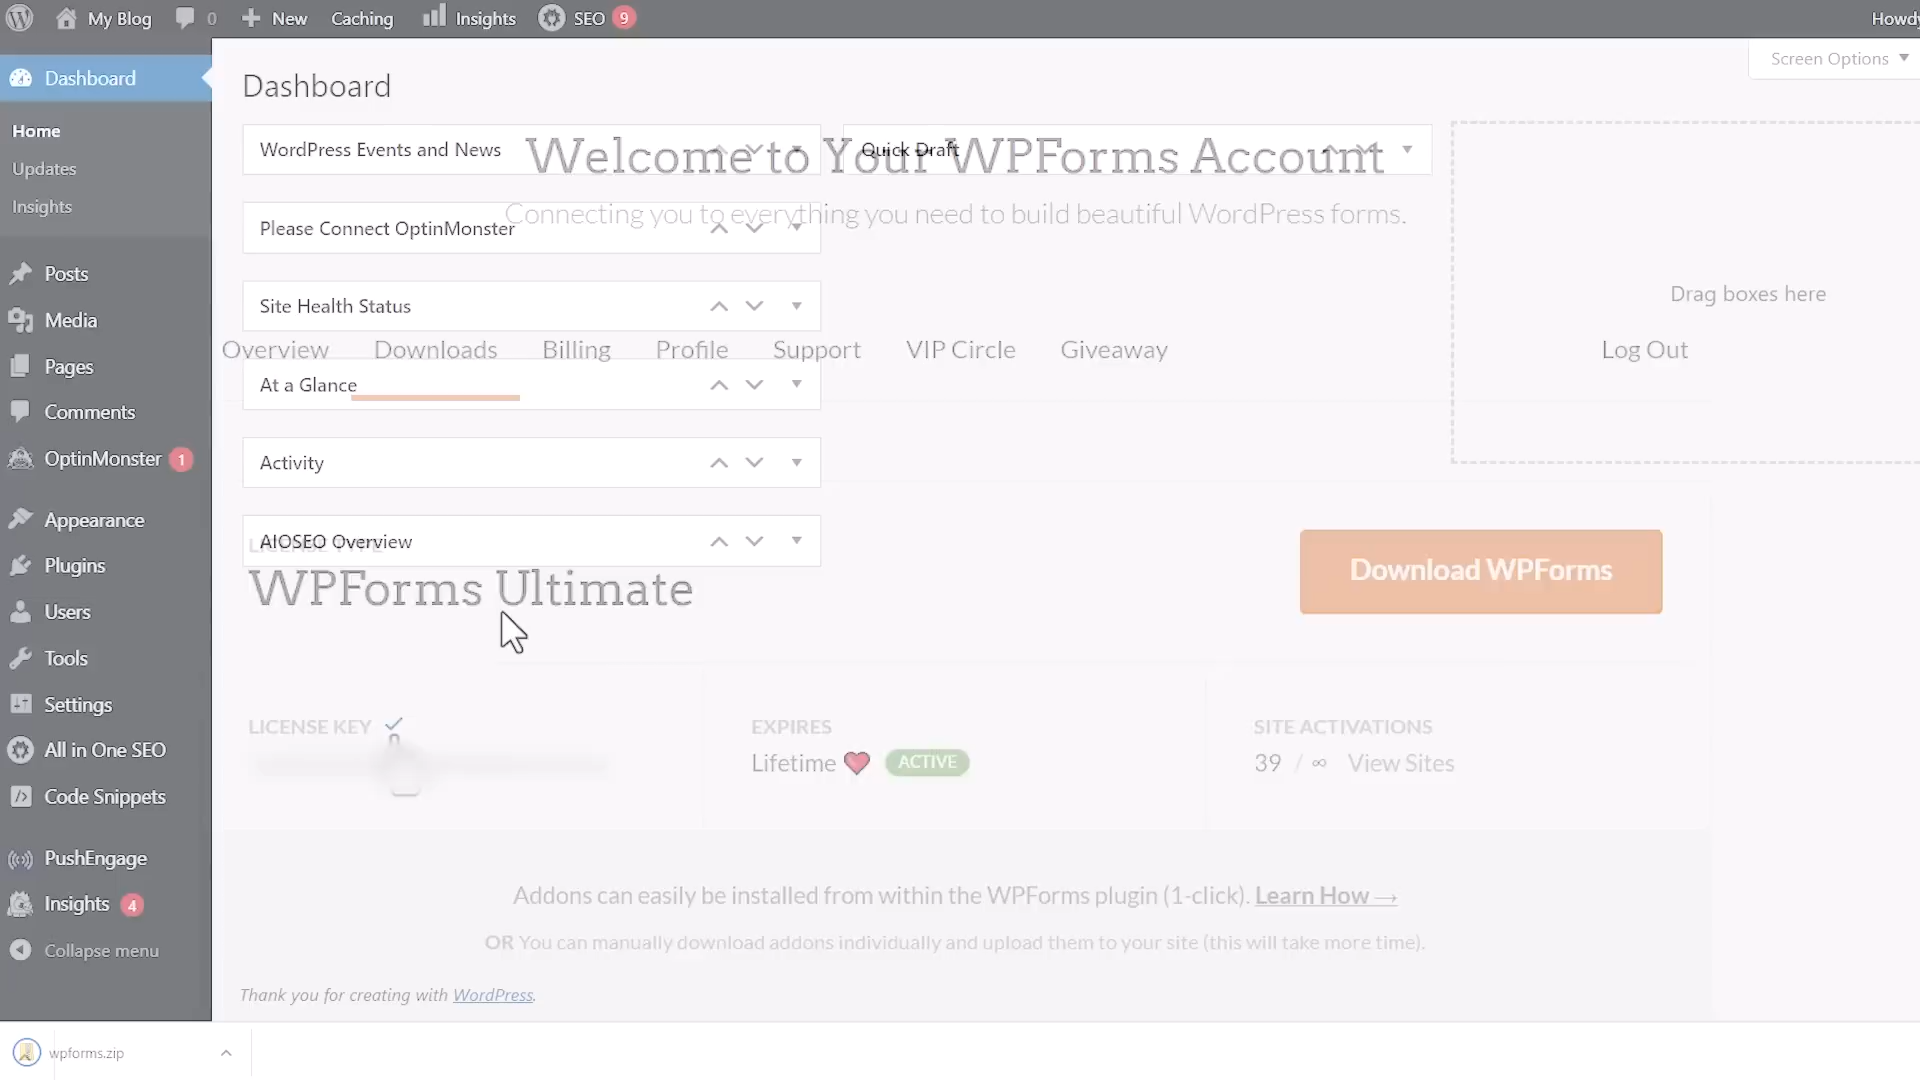 My Blog
0
New
Caching
Insights
SEO
9
Howdy
Screen Options
Dashboard
Home
Updates
Insights
Posts
Media
Pages
Comments
OptinMonster
1
Appearance
Plugins
Users
Tools
Settings
All in One SEO
Code Snippets
PushEngage
Insights
4
Collapse menu
Dashboard
WordPress Events and News
Quick Draft
Please Connect OptinMonster
Site Health Status
At a Glance
Activity
AIOSEO Overview
Drag boxes here
Welcome to Your WPForms Account
Connecting you to everything you need to build beautiful WordPress forms.
Overview
Downloads
Billing
Profile
Support
VIP Circle
Giveaway
Log Out
LICENSE TYPE
WPForms Ultimate
Download WPForms
LICENSE KEY
EXPIRES
Lifetime
ACTIVE
SITE ACTIVATIONS
39 / ∞ View Sites
Addons can easily be installed from within the WPForms plugin (1-click). Learn How →
OR You can manually download addons individually and upload them to your site (this will take more time).
Thank you for creating with WordPress.
wpforms.zip